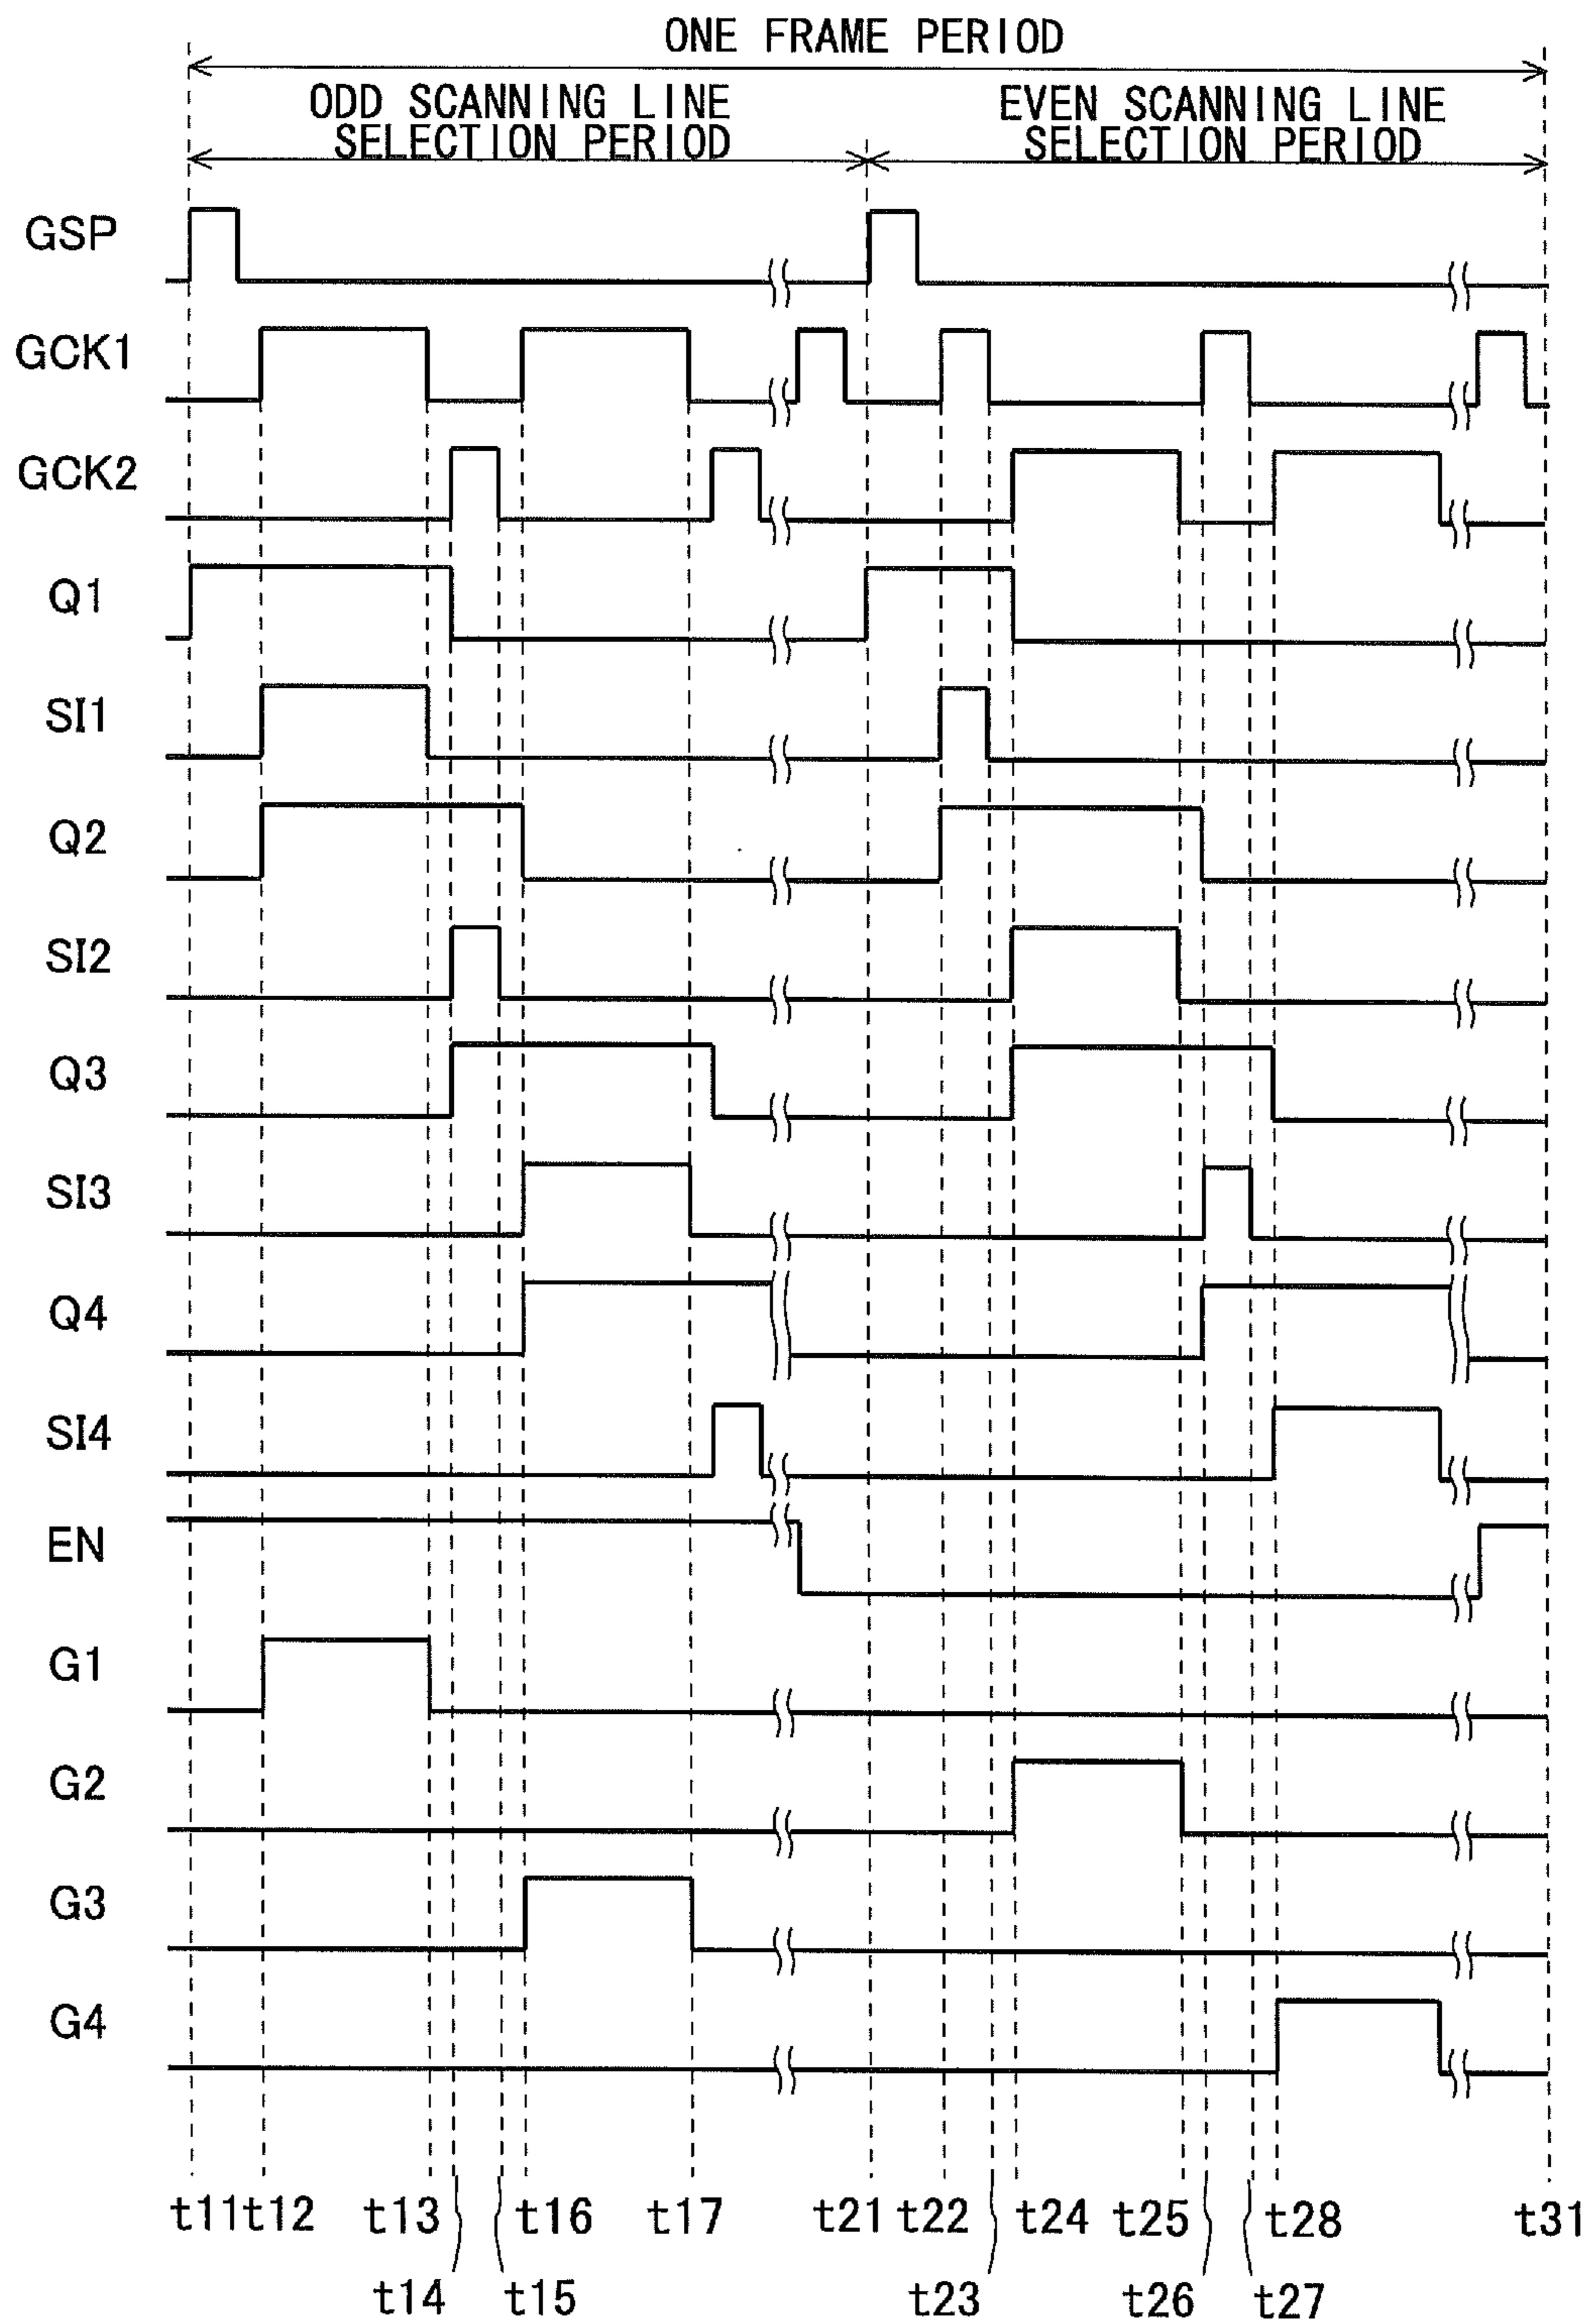 ONE FRAME PERIOD
ODD SCANNING LINE
SELECTION PERIOD
EVEN SCANNING LINE
SELECTION PERIOD
GSP
GCK1
GCK2
Q1
SI1
Q2
SI2
Q3
SI3
Q4
SI4
EN
G1
G2
G3
G4
t11 t12 t13 t16 t17 t21 t22 t24 t25 t28 t31
t14 t15 t23 t26 t27